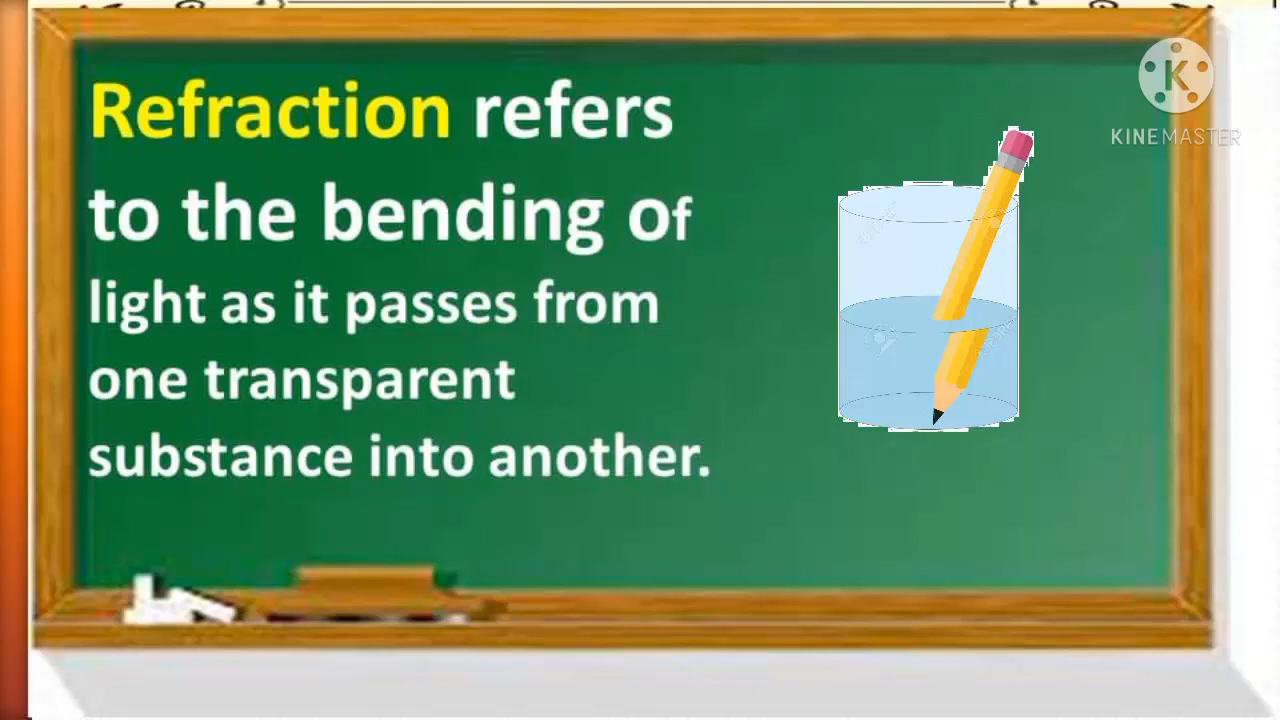 Refraction refers
to the bending of
light as it passes from
one transparent
substance into another.
K
KINEMASTER